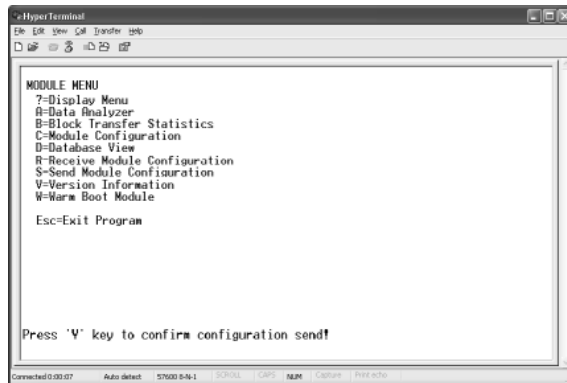 HyperTerminal
File Edit View Call Transfer Help
MODULE MENU
?=Display Menu
A=Data Analyzer
B=Block Transfer Statistics
C=Module Configuration
D=Database View
R=Receive Module Configuration
S=Send Module Configuration
V=Version Information
W=Warm Boot Module
Esc=Exit Program
Press 'Y' key to confirm configuration send!
Connected 0:00:07 Auto detect 57600 8-N-1 SCROLL CAPS NUM Capture Print echo